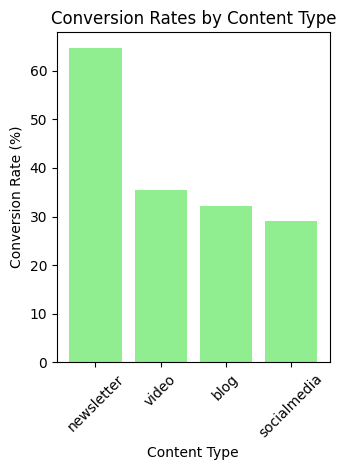 Conversion Rates by Content Type
Conversion Rate (%)
60
50
40
30
20
10
0
newsletter
video
blog
socialmedia
Content Type